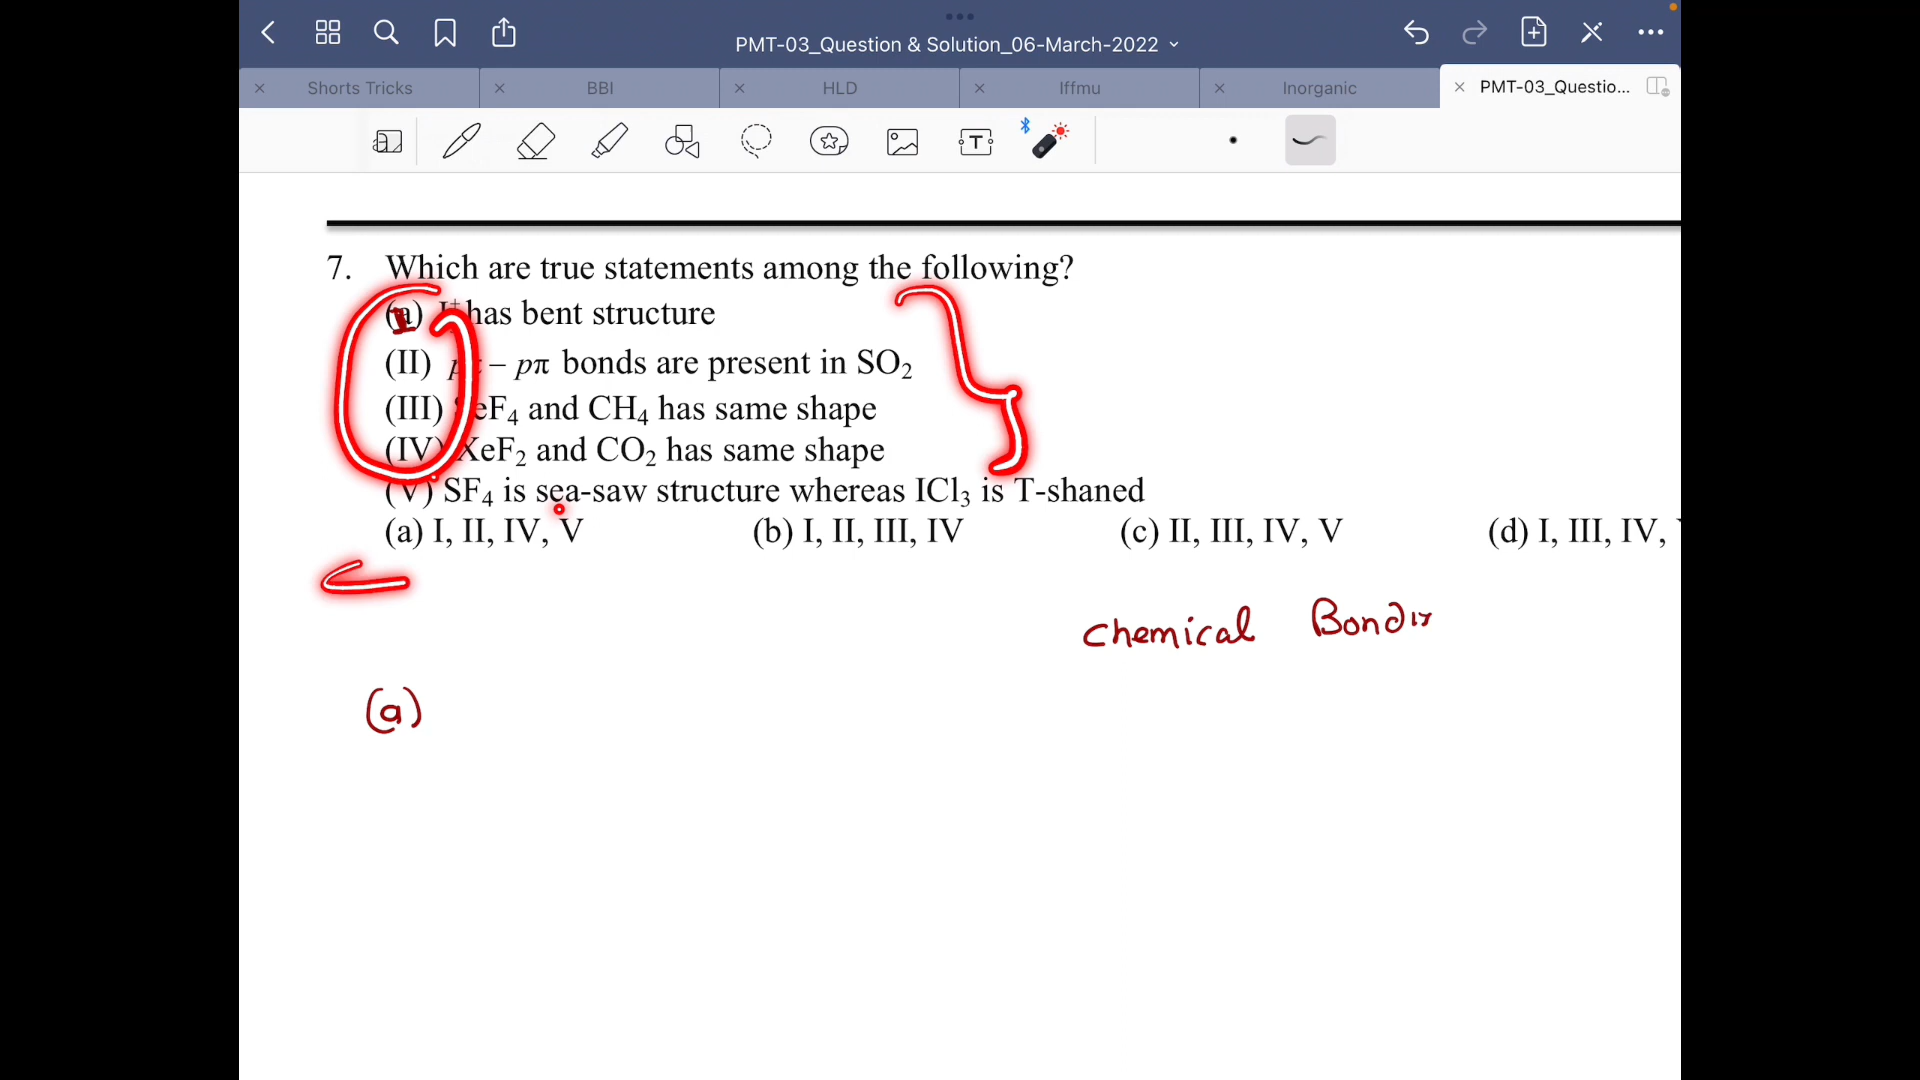 PMT-03_Question & Solution_06-March-2022
Shorts Tricks
BBI
HLD
Iffmu
Inorganic
PMT-03_Questio...
7. Which are true statements among the following?
has bent structure
(II) – pπ bonds are present in SO₂
(III) SeF₄ and CH₄ has same shape
(IV) XeF₂ and CO₂ has same shape
(V) SF₄ is sea-saw structure whereas ICl₃ is T-shaned
(a) I, II, IV, V
(b) I, II, III, IV
(c) II, III, IV, V
(d) I, III, IV,
chemical
(a)